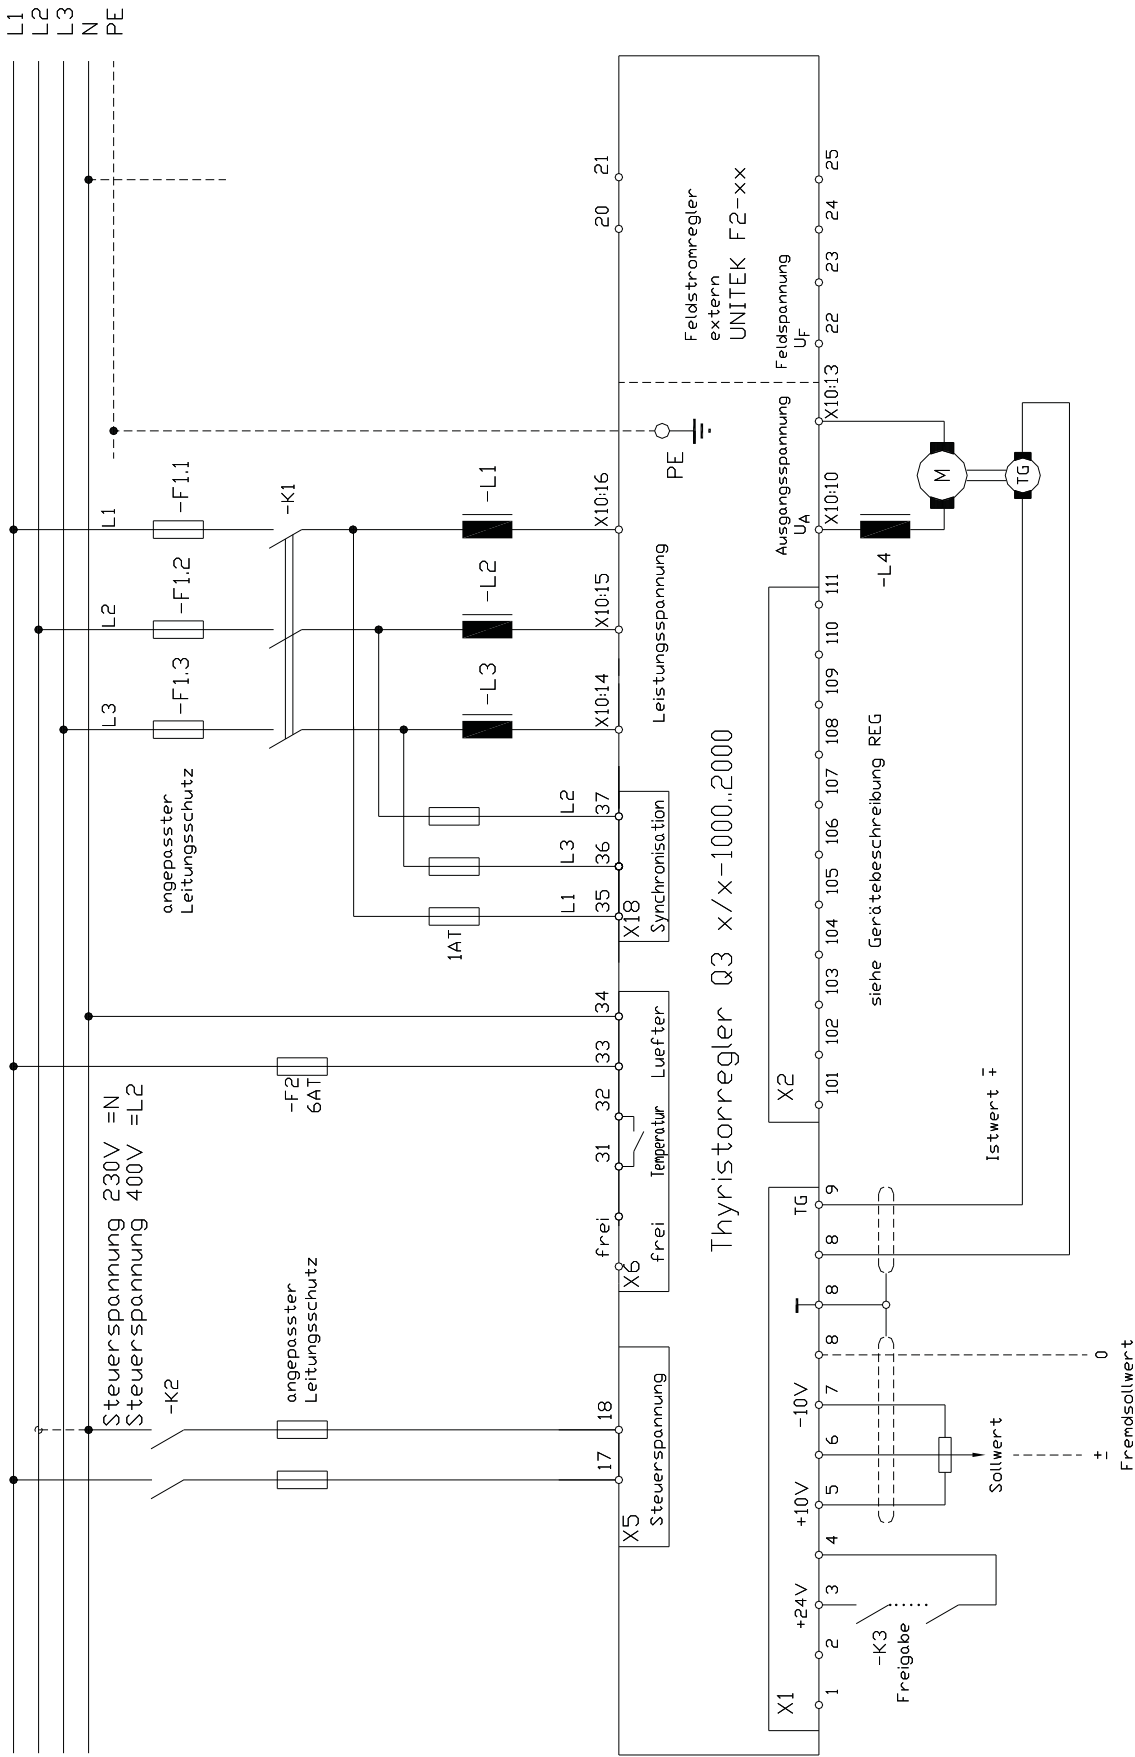 L1
L2
L3
N
PE
Steuerspannung 230V =N
Steuerspannung 400V =L2
-K2
angepasster
Leitungsschutz
-F2
6AT
angepasster
Leitungsschutz
L3
L2
L1
-F1.3
-F1.2
-F1.1
-K1
1AT
-L3
-L2
-L1
L1
L3
L2
17
18
frei
31
32
33
34
35
36
37
X10:14
X10:15
X10:16
PE
20
21
X5
Steuerspannung
X6
frei
Temperatur
Luefter
X18
Synchronisation
Leistungsspannung
Thyristorregler Q3 x/x-1000..2000
Feldstromregler
extern
UNITEK F2-xx
X1
+24V
+10V
-10V
TG
X2
Ausgangsspannung
UA
Feldspannung
UF
1
2
3
4
5
6
7
8
8
8
9
101
102
103
104
105
106
107
108
109
110
111
X10:10
X10:13
22
23
24
25
-K3
Freigabe
siehe Gerätebeschreibung REG
-L4
M
TG
Sollwert
Istwert
-
+
±
0
Fremdsollwert